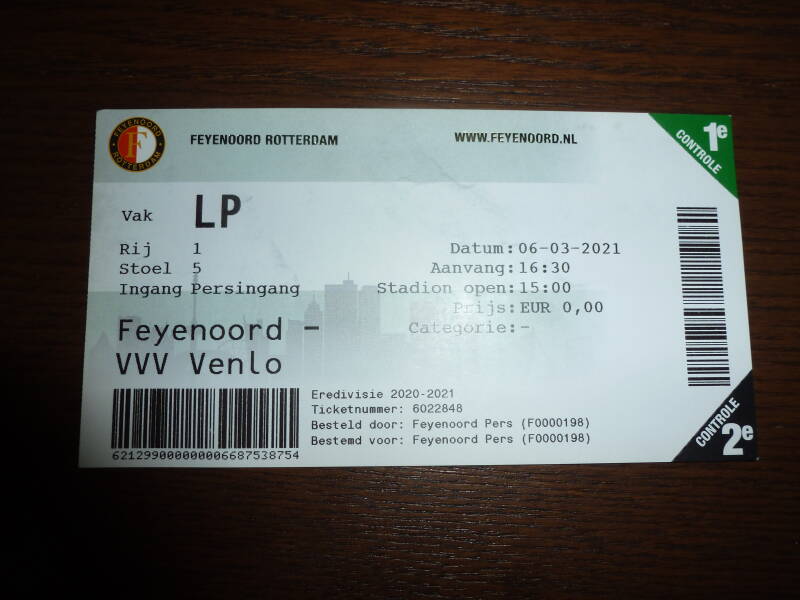 FEYENOORD
ROTTERDAM
F
FEYENOORD ROTTERDAM
WWW.FEYENOORD.NL
1e
CONTROLE
Vak LP
Rij 1
Stoel 5
Ingang Persingang
Datum: 06-03-2021
Aanvang: 16:30
Stadion open: 15:00
Prijs: EUR 0,00
Categorie: -
Feyenoord -
VVV Venlo
Eredivisie 2020-2021
Ticketnummer: 6022848
Besteld door: Feyenoord Pers (F0000198)
Bestemd voor: Feyenoord Pers (F0000198)
62129900000006687538754
CONTROLE
2e